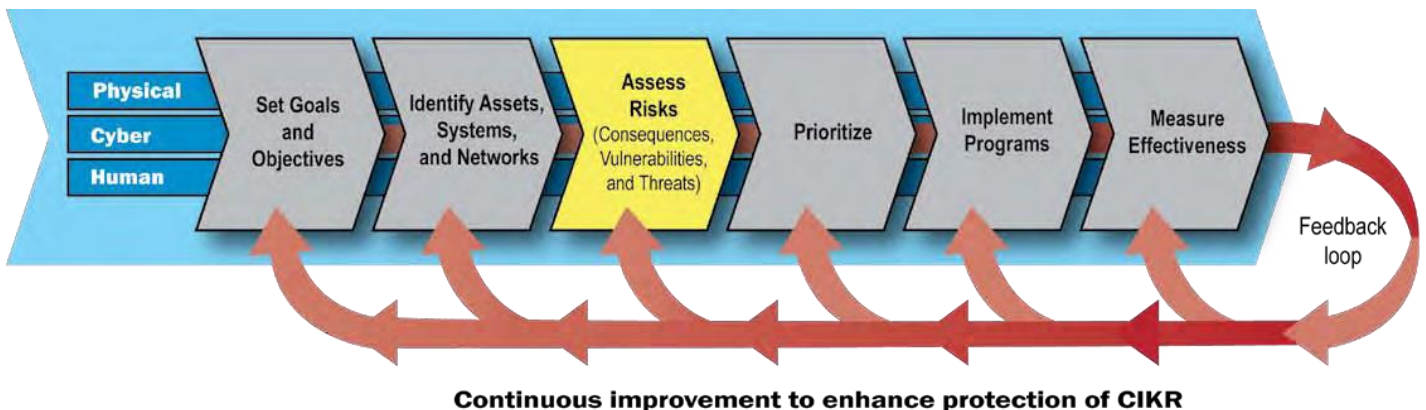 Physical
Cyber
Human
Set Goals
and
Objectives
Identify Assets,
Systems,
and Networks
Assess
Risks
(Consequences,
Vulnerabilities,
and Threats)
Prioritize
Implement
Programs
Measure
Effectiveness
Feedback
loop
Continuous improvement to enhance protection of CIKR